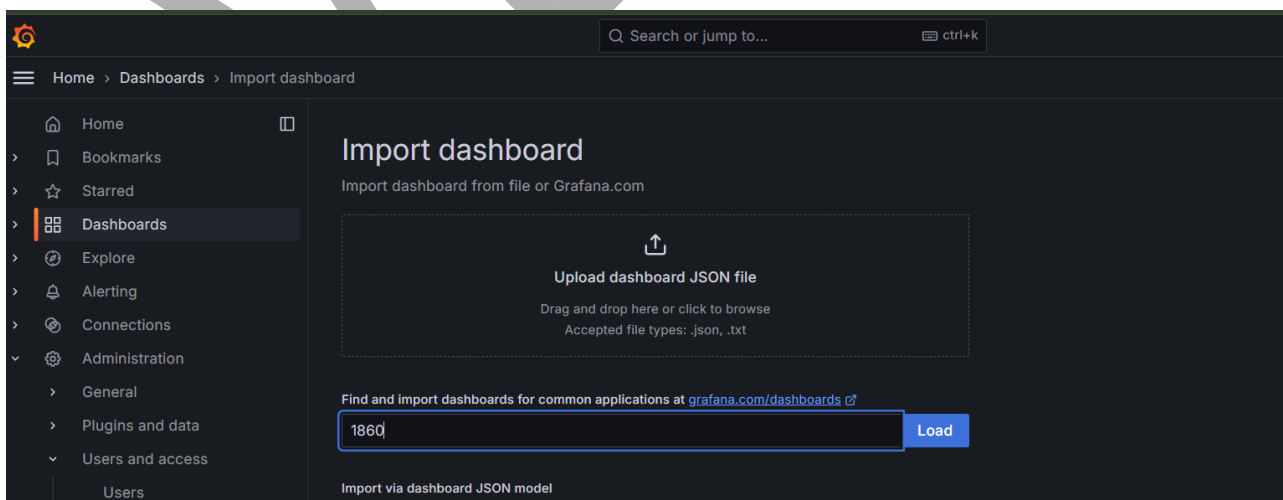 Search or jump to...
ctrl+k
Home > Dashboards > Import dashboard
Home
Bookmarks
Starred
Dashboards
Explore
Alerting
Connections
Administration
General
Plugins and data
Users and access
Users
Import dashboard
Import dashboard from file or Grafana.com
Upload dashboard JSON file
Drag and drop here or click to browse
Accepted file types: .json, .txt
Find and import dashboards for common applications at grafana.com/dashboards
1860
Load
Import via dashboard JSON model